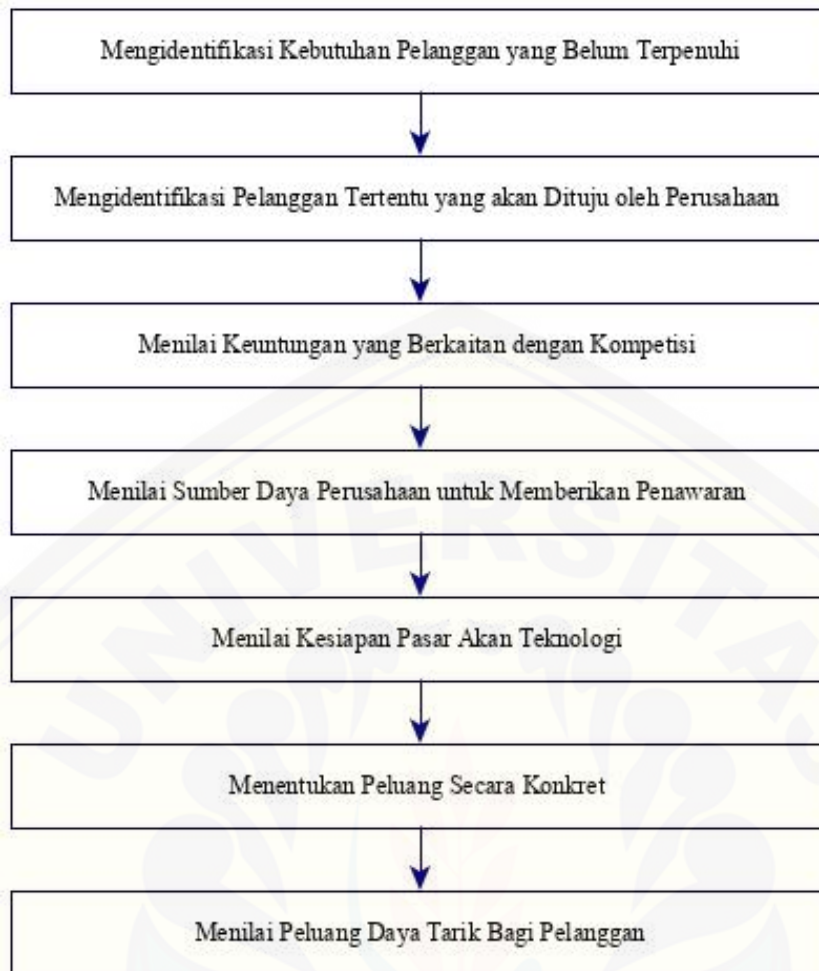 Mengidentifikasi Kebutuhan Pelanggan yang Belum Terpenuhi
Mengidentifikasi Pelanggan Tertentu yang akan Dituju oleh Perusahaan
Menilai Keuntungan yang Berkaitan dengan Kompetisi
Menilai Sumber Daya Perusahaan untuk Memberikan Penawaran
Menilai Kesiapan Pasar Akan Teknologi
Menentukan Peluang Secara Konkret
Menilai Peluang Daya Tarik Bagi Pelanggan
UNIVERSITAS